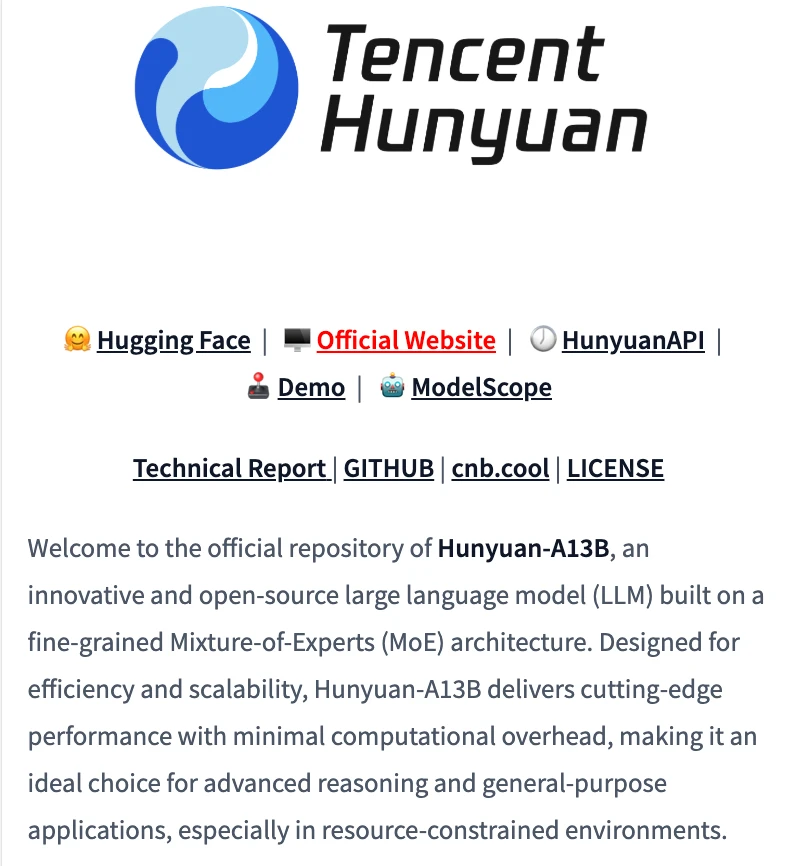 Tencent
Hunyuan
🤗 Hugging Face | 🖥️ Official Website | 🕖 HunyuanAPI |
🕹️ Demo | 🤖 ModelScope
Technical Report | GITHUB | cnb.cool | LICENSE
Welcome to the official repository of Hunyuan-A13B, an
innovative and open-source large language model (LLM) built on a
fine-grained Mixture-of-Experts (MoE) architecture. Designed for
efficiency and scalability, Hunyuan-A13B delivers cutting-edge
performance with minimal computational overhead, making it an
ideal choice for advanced reasoning and general-purpose
applications, especially in resource-constrained environments.